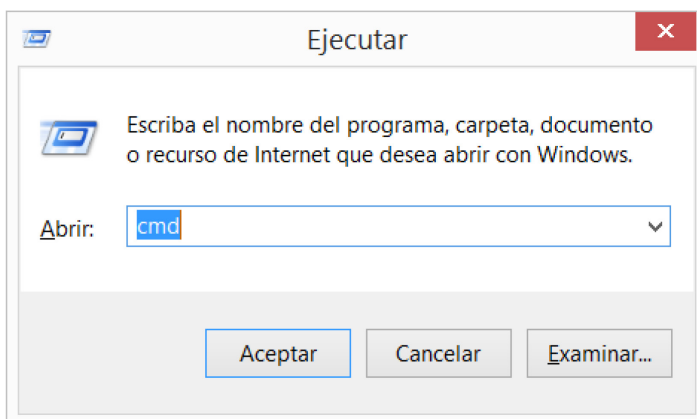 Ejecutar
Escriba el nombre del programa, carpeta, documento
o recurso de Internet que desea abrir con Windows.
Abrir: cmd
Aceptar Cancelar Examinar...